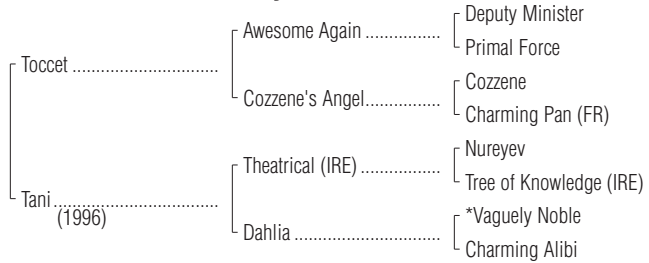 Deputy Minister
Awesome Again ................
Primal Force
Toccet .............................
Cozzene
Cozzene's Angel...............
Charming Pan (FR)
Nureyev
Theatrical (IRE) ................
Tree of Knowledge (IRE)
Tani.................................
(1996)
*Vaguely Noble
Dahlia .............................
Charming Alibi